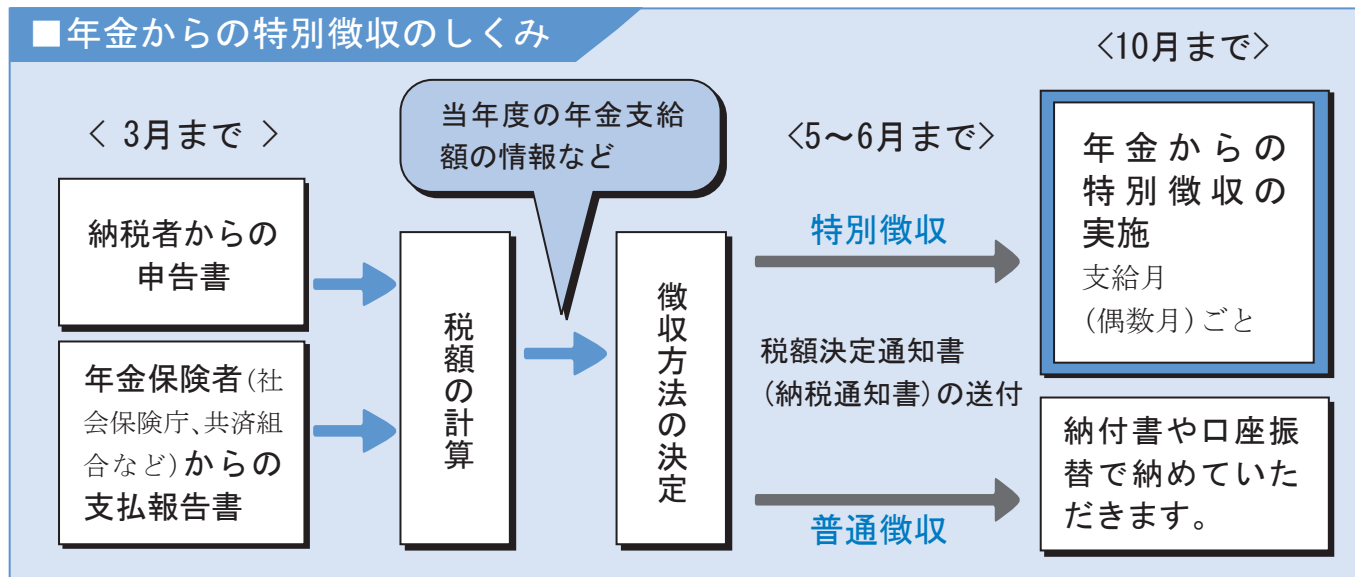 ■年金からの特別徴収のしくみ
〈 3月まで 〉
納税者からの
申告書
年金保険者(社
会保険庁、共済組
合など)からの
支払報告書
税額の計算
当年度の年金支給
額の情報など
徴収方法の決定
〈5～6月まで〉
特別徴収
税額決定通知書
(納税通知書)の送付
普通徴収
〈10月まで〉
年金からの
特別徴収の
実施
支給月
(偶数月)ごと
納付書や口座振
替で納めていた
だきます。